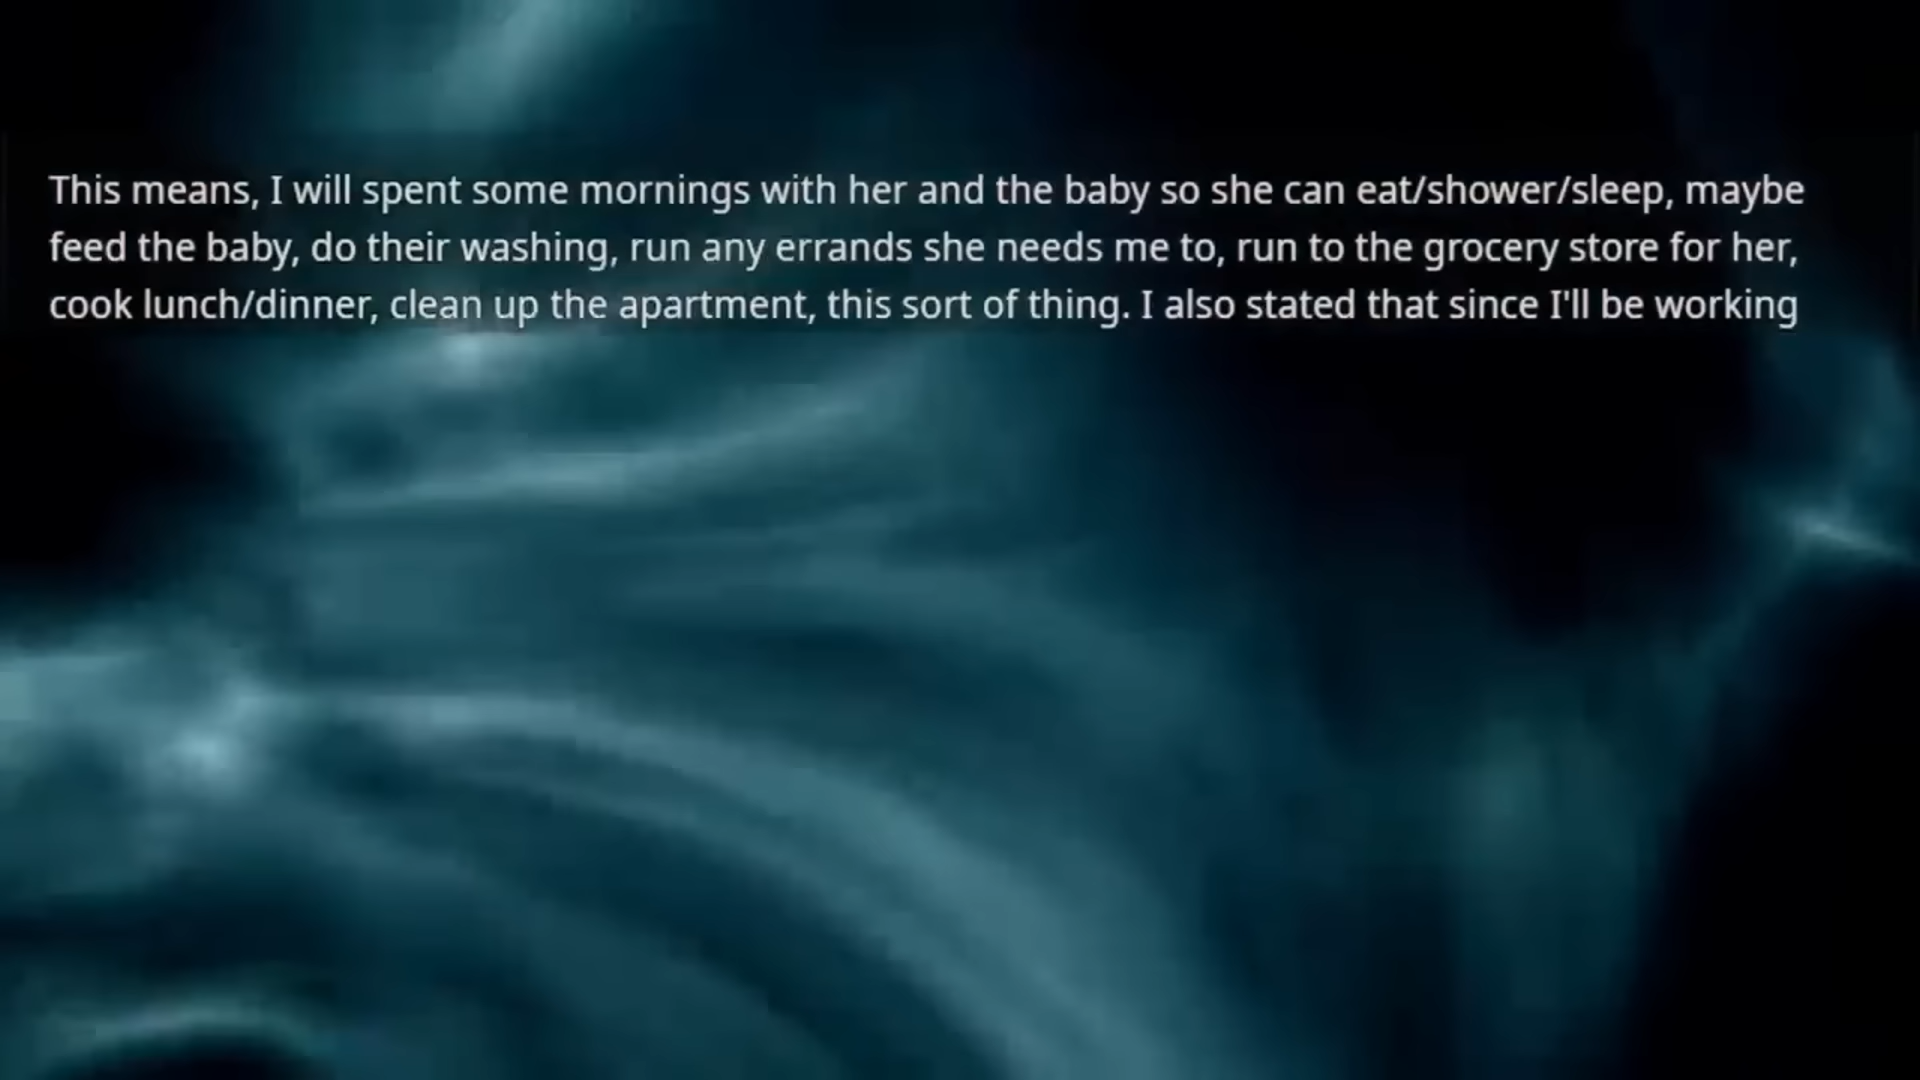 This means, I will spent some mornings with her and the baby so she can eat/shower/sleep, maybe
feed the baby, do their washing, run any errands she needs me to, run to the grocery store for her,
cook lunch/dinner, clean up the apartment, this sort of thing. I also stated that since I'll be working